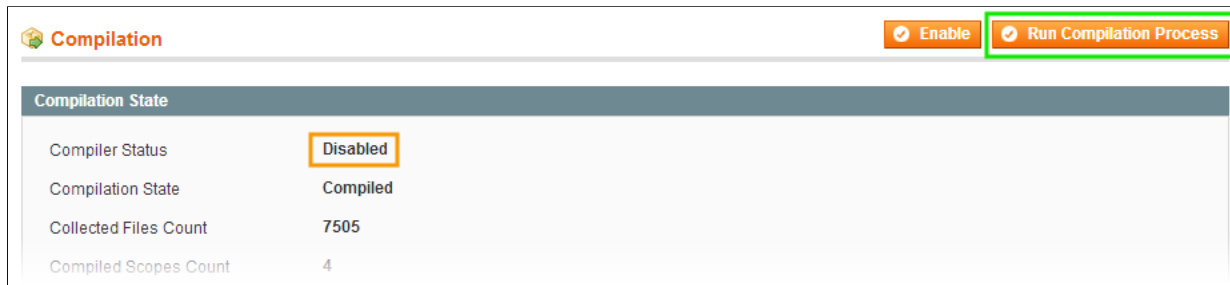 Compilation
Enable
Run Compilation Process
Compilation State
Compiler Status Disabled
Compilation State Compiled
Collected Files Count 7505
Compiled Scopes Count 4